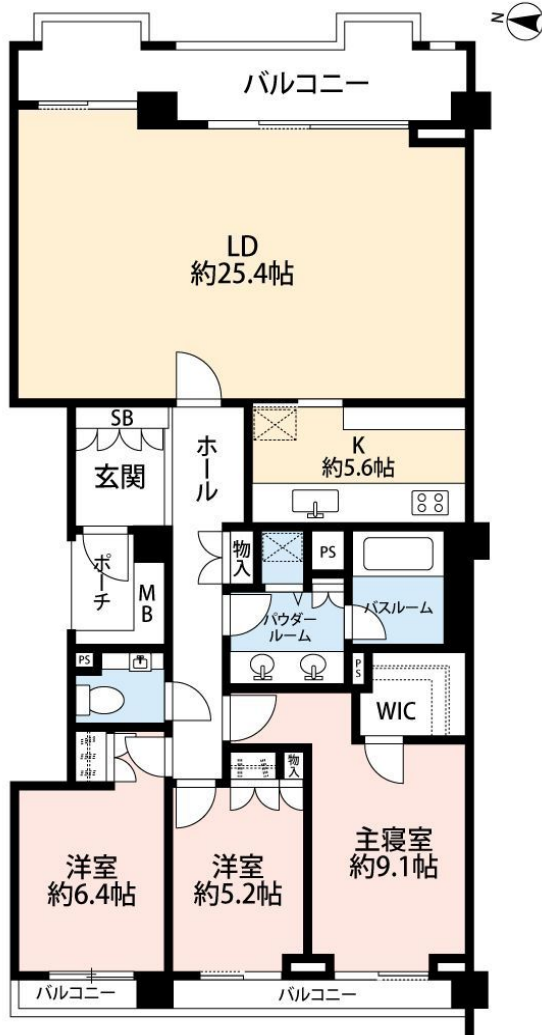 N
バルコニー
LD
約25.4帖
SB
玄関
ホール
K
約5.6帖
ポーチ
MB
物入
PS
パウダー
ルーム
バスルーム
PS
PS
WIC
物入
洋室
約6.4帖
洋室
約5.2帖
主寝室
約9.1帖
バルコニー
バルコニー